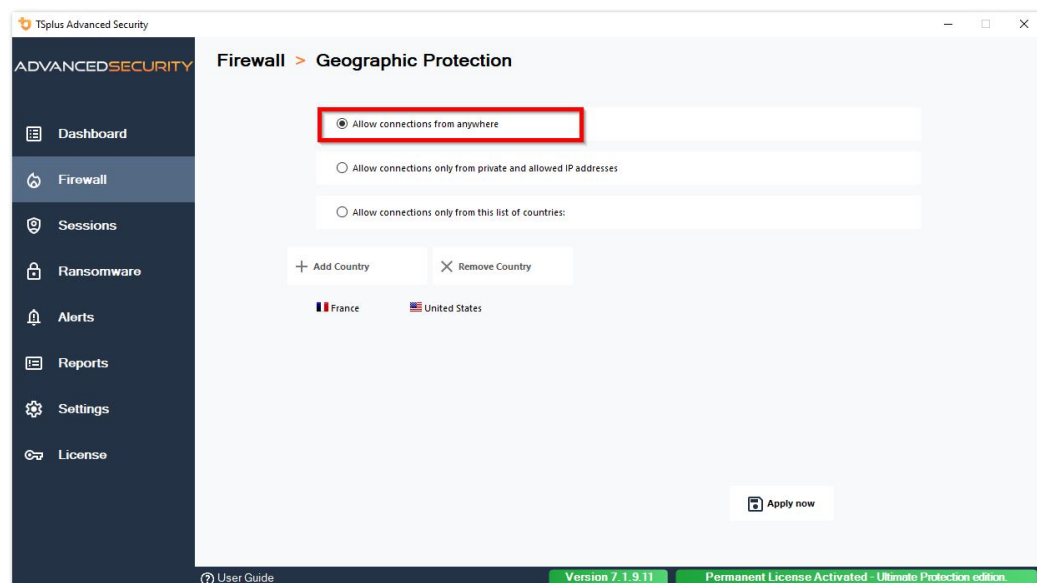 TSplus Advanced Security
ADVANCEDSECURITY
Firewall > Geographic Protection
Allow connections from anywhere
Dashboard
Allow connections only from private and allowed IP addresses
Firewall
Allow connections only from this list of countries:
Sessions
Add Country
Remove Country
Ransomware
France
United States
Alerts
Reports
Settings
License
Apply now
User Guide
Version 7.1.9.11
Permanent License Activated - Ultimate Protection edition.